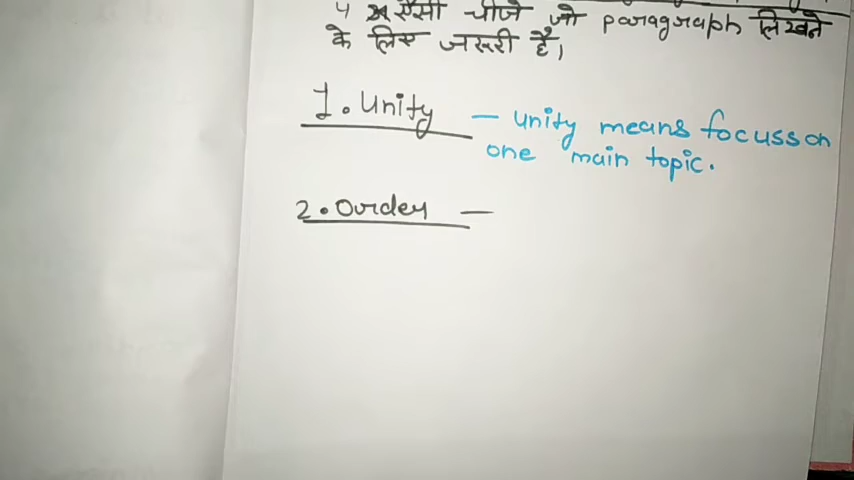 4 ऐसी चीजे जो paragraph लिखने
के लिए जरूरी है।
1. Unity — unity means focuss on
one main topic.
2. Order —